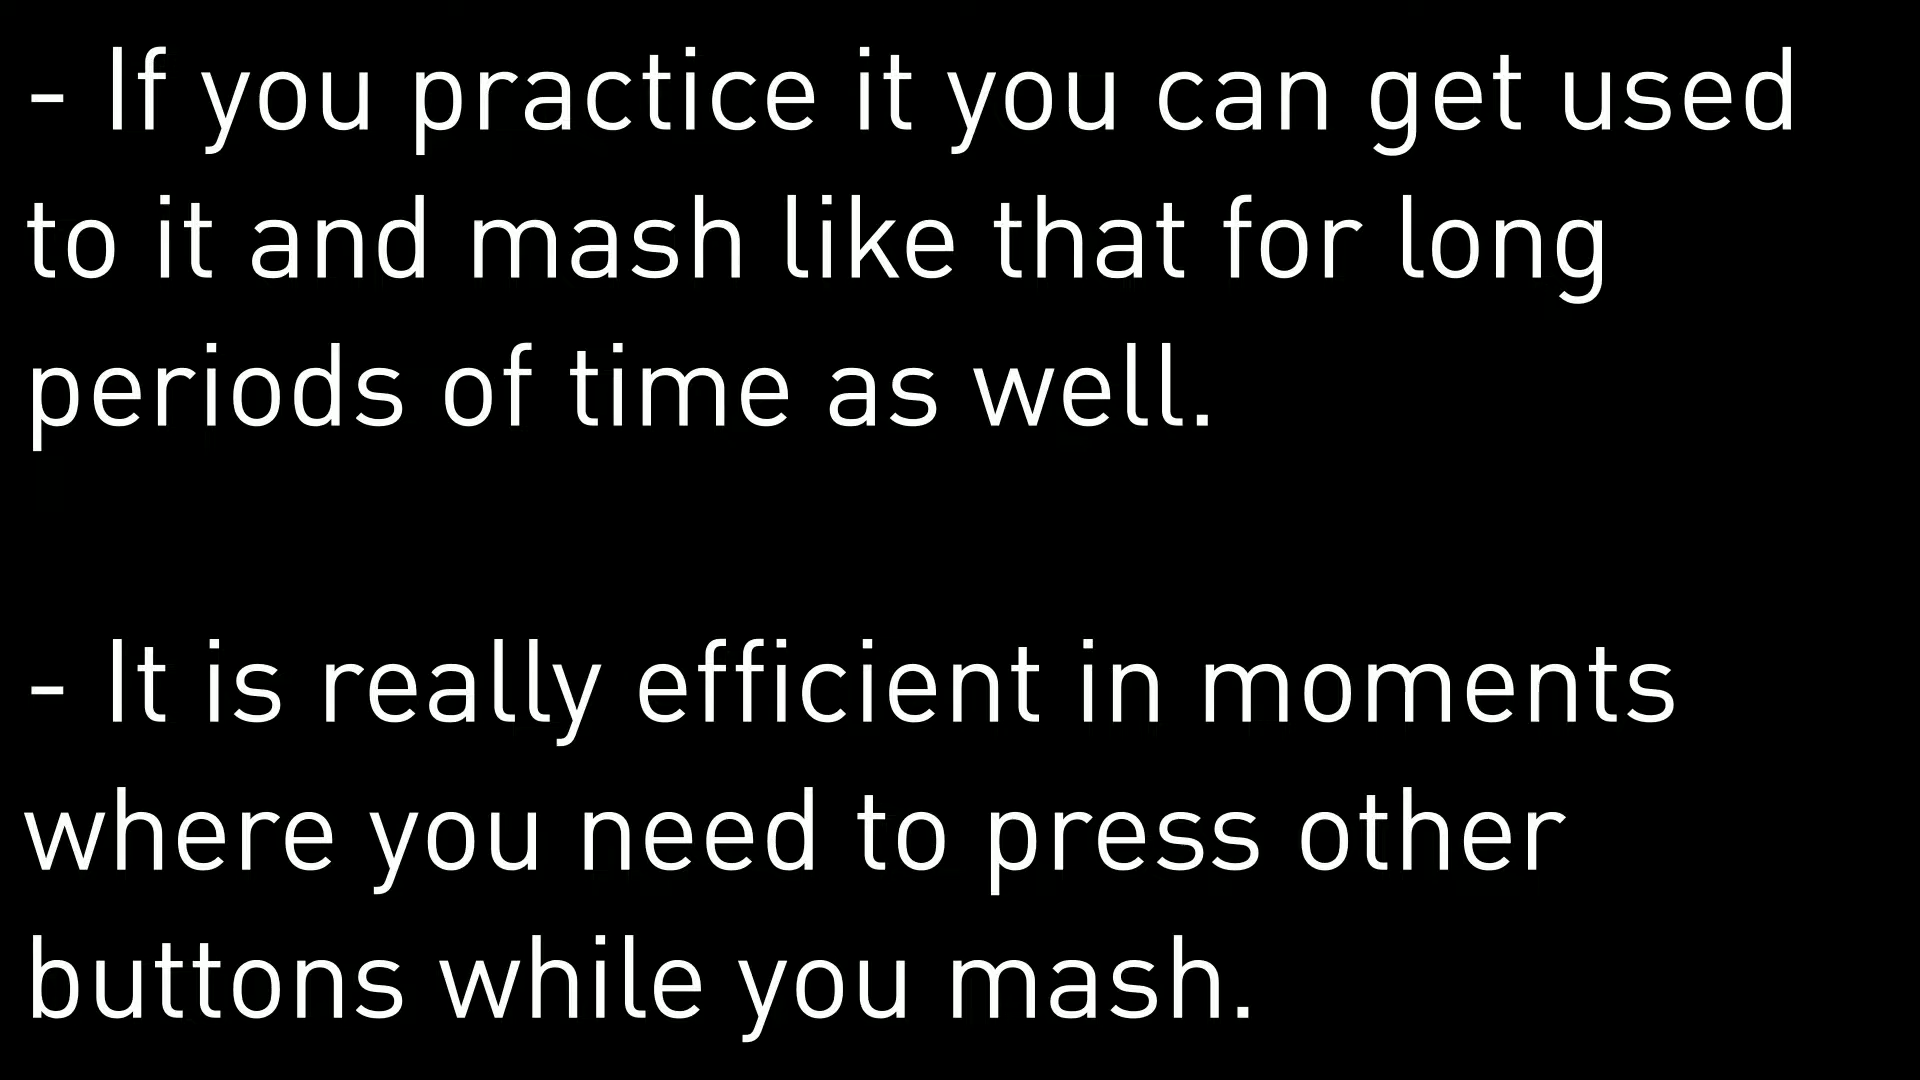 - If you practice it you can get used
to it and mash like that for long
periods of time as well.
- It is really efficient in moments
where you need to press other
buttons while you mash.